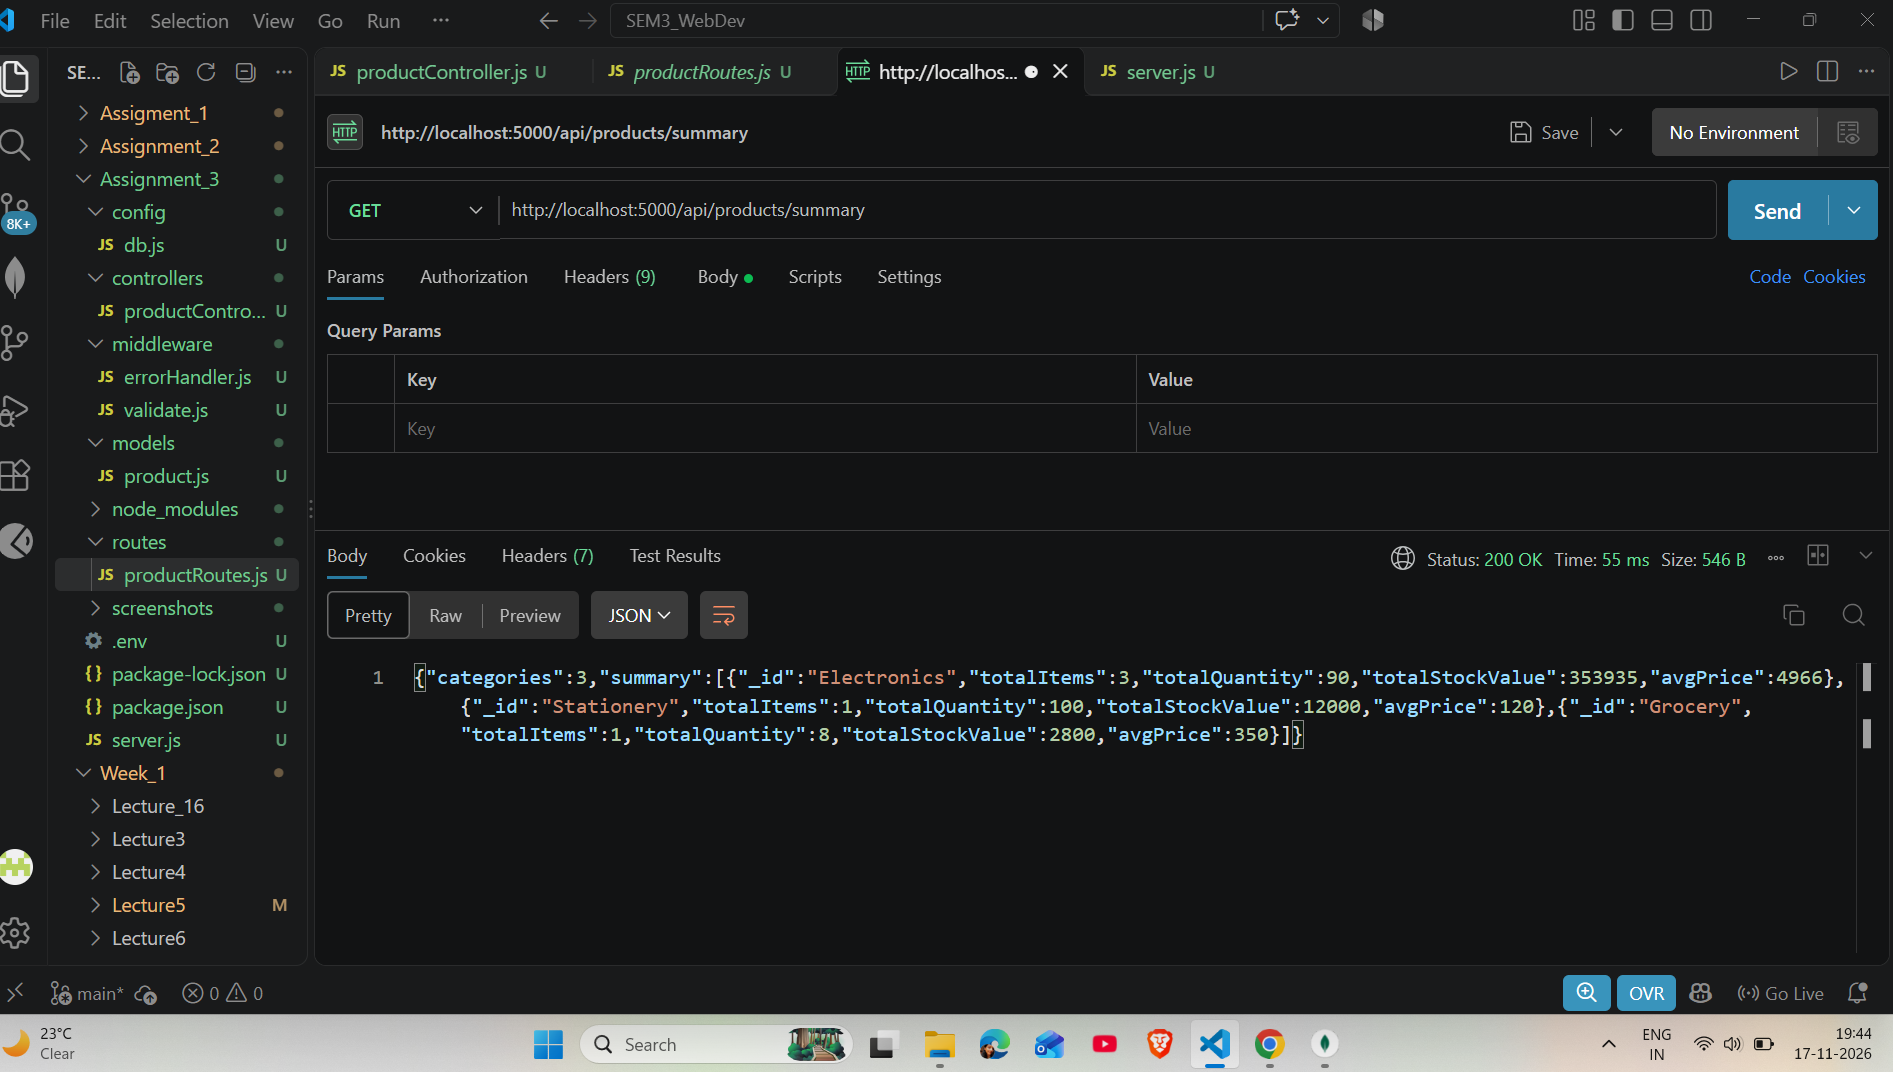 File Edit Selection View Go Run ··· SEM3_WebDev
SE... ···
JS productController.js U JS productRoutes.js U HTTP http://localhos... JS server.js U ···
Assigment_1
Assignment_2
Assignment_3
config
JS db.js U
controllers
JS productContro... U
middleware
JS errorHandler.js U
JS validate.js U
models
JS product.js U
node_modules
routes
JS productRoutes.js U
screenshots
.env U
{} package-lock.json U
{} package.json U
JS server.js U
Week_1
Lecture_16
Lecture3
Lecture4
Lecture5 M
Lecture6
8K+
HTTP http://localhost:5000/api/products/summary Save No Environment
GET http://localhost:5000/api/products/summary Send
Params Authorization Headers (9) Body Scripts Settings Code Cookies
Query Params
Key Value
Key Value
Body Cookies Headers (7) Test Results Status: 200 OK Time: 55 ms Size: 546 B
Pretty Raw Preview JSON
1 {"categories":3,"summary":[{"_id":"Electronics","totalItems":3,"totalQuantity":90,"totalStockValue":353935,"avgPrice":4966},
{"_id":"Stationery","totalItems":1,"totalQuantity":100,"totalStockValue":12000,"avgPrice":120},{"_id":"Grocery",
"totalItems":1,"totalQuantity":8,"totalStockValue":2800,"avgPrice":350}]}
main* 0 0 OVR Go Live
23°C
Clear
Search
ENG
IN
19:44
17-11-2026